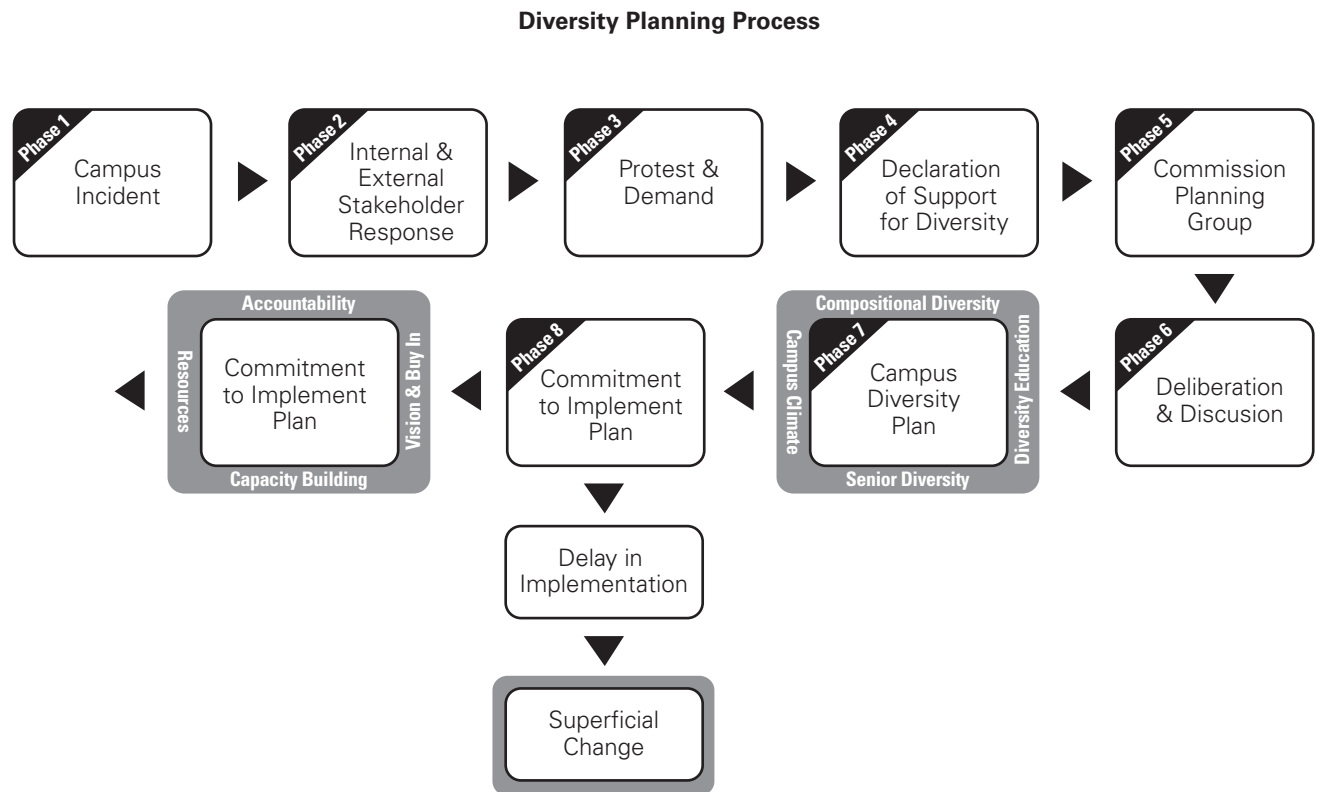 Diversity Planning Process
Phase 1
Campus
Incident
Phase 2
Internal &
External
Stakeholder
Response
Phase 3
Protest &
Demand
Phase 4
Declaration
of Support
for Diversity
Phase 5
Commission
Planning
Group
Phase 6
Deliberation
& Discusion
Compositional Diversity
Campus Climate
Phase 7
Campus
Diversity
Plan
Diversity Education
Senior Diversity
Phase 8
Commitment
to Implement
Plan
Accountability
Resources
Commitment
to Implement
Plan
Vision & Buy In
Capacity Building
Delay in
Implementation
Superficial
Change